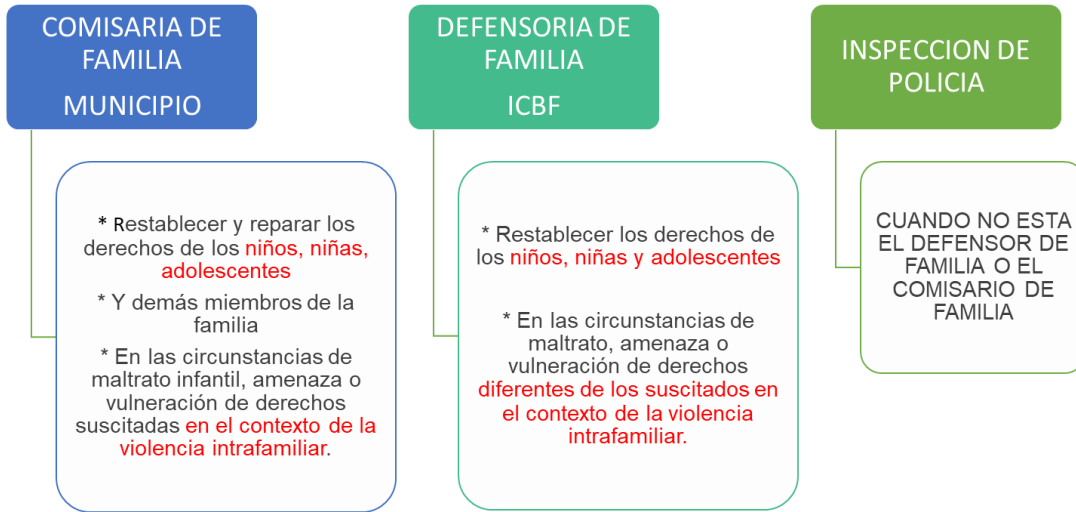 COMISARIA DE
FAMILIA
MUNICIPIO
* Restablecer y reparar los
derechos de los niños, niñas,
adolescentes
* Y demás miembros de la
familia
* En las circunstancias de
maltrato infantil, amenaza o
vulneración de derechos
suscitadas en el contexto de la
violencia intrafamiliar.
DEFENSORIA DE
FAMILIA
ICBF
* Restablecer los derechos de
los niños, niñas y adolescentes
* En las circunstancias de
maltrato, amenaza o
vulneración de derechos
diferentes de los suscitados en
el contexto de la violencia
intrafamiliar.
INSPECCION DE
POLICIA
CUANDO NO ESTA
EL DEFENSOR DE
FAMILIA O EL
COMISARIO DE
FAMILIA